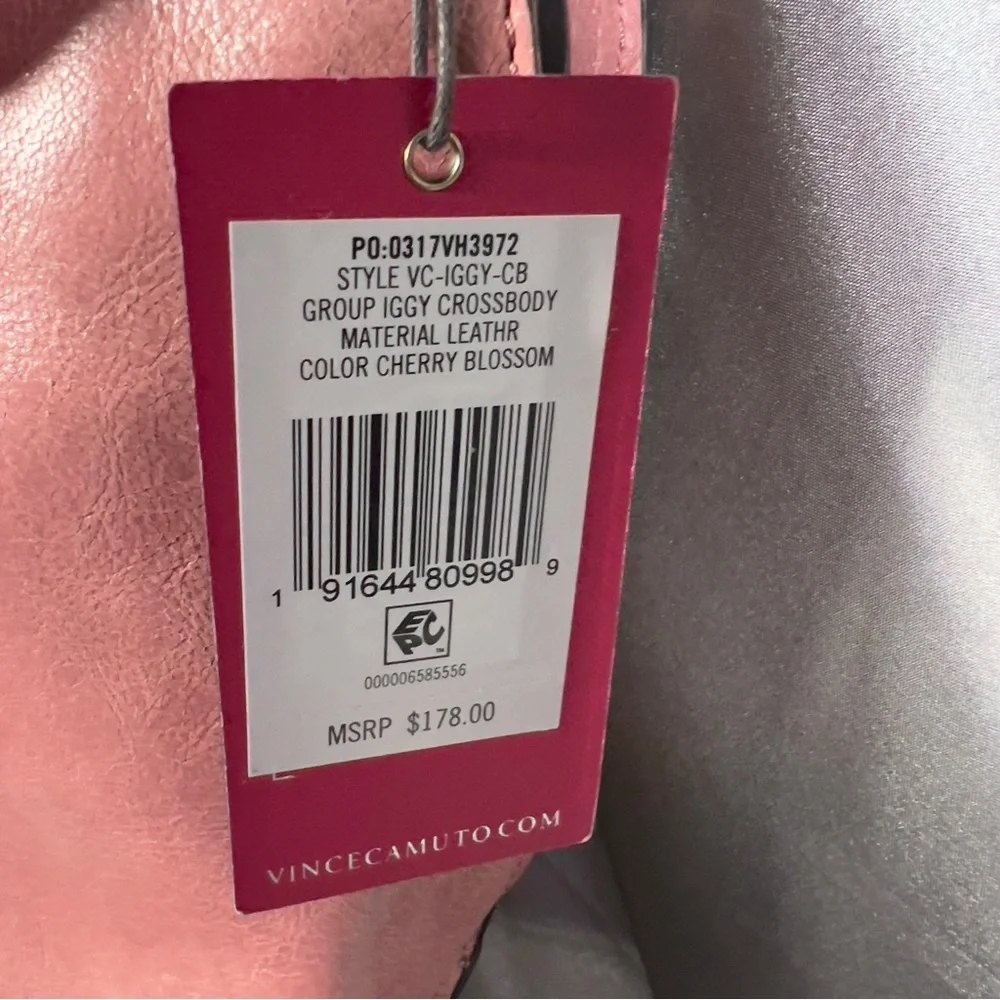 PO:0317VH3972
STYLE VC-IGGY-CB
GROUP IGGY CROSSBODY
MATERIAL LEATHR
COLOR CHERRY BLOSSOM
1 91644 80998 9
EPC™
000006585556
MSRP $178.00
VINCECAMUTO.COM